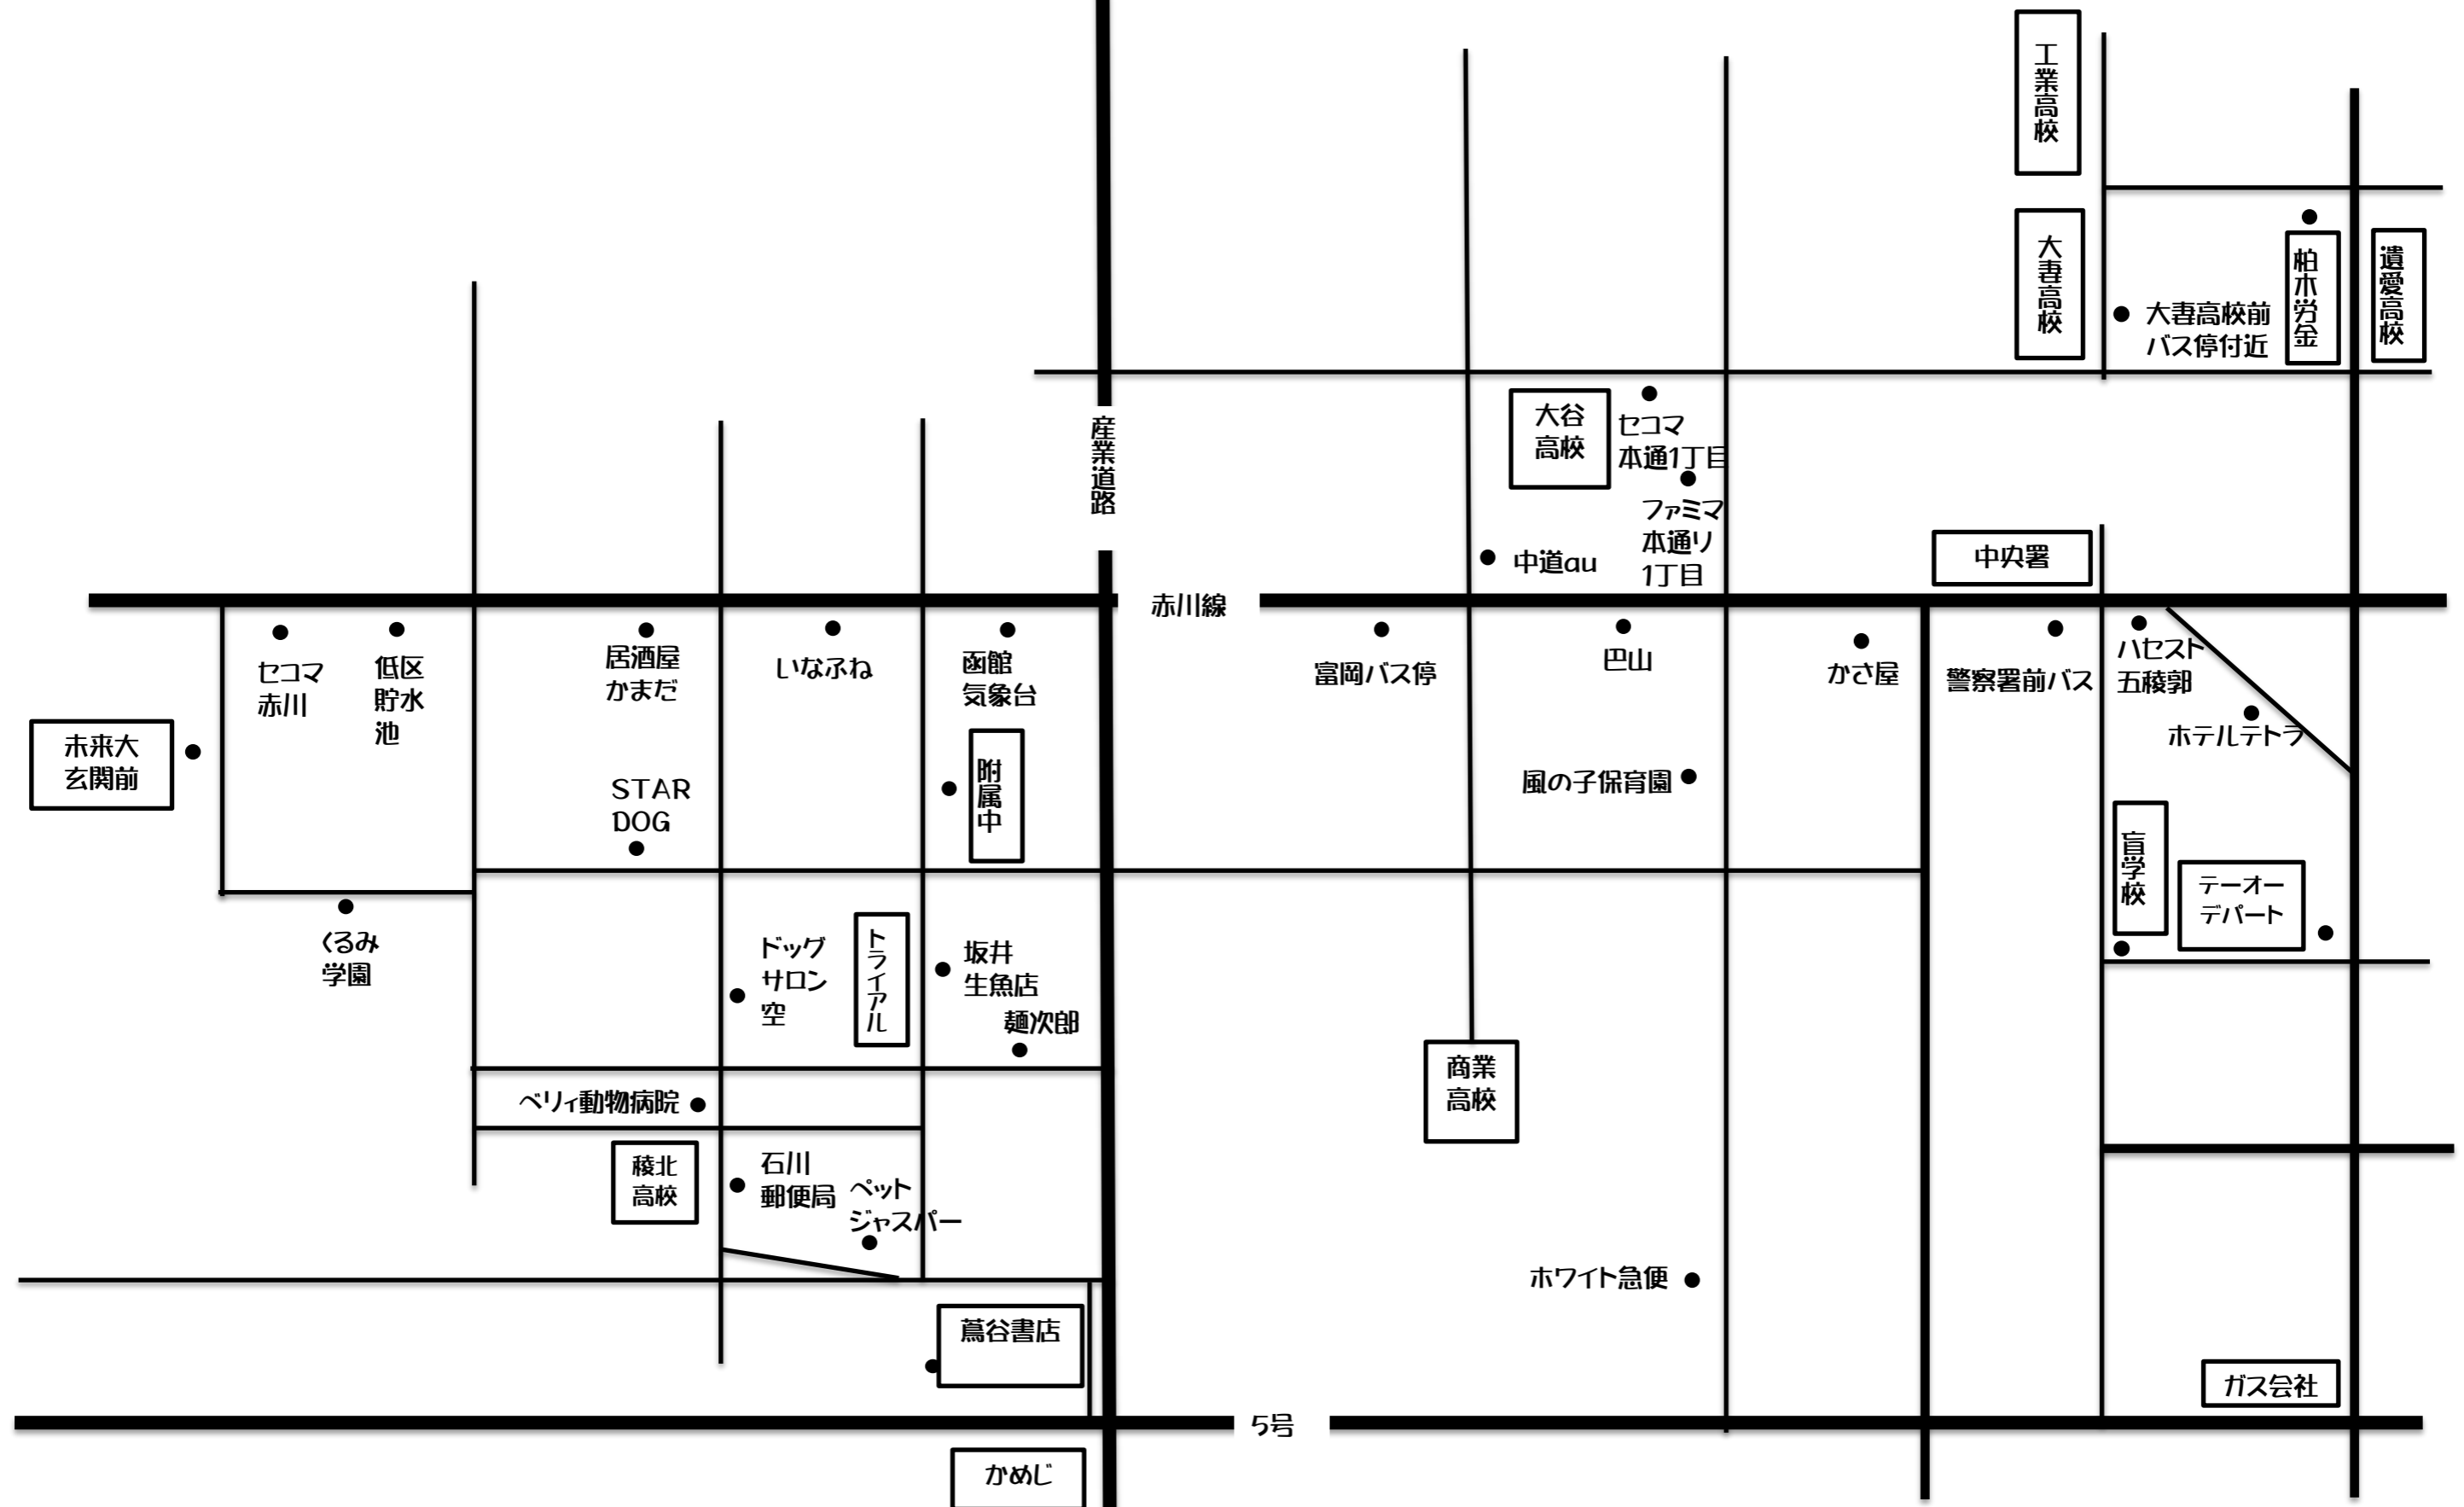 工業高校
大妻高校
大妻高校前
バス停付近
柏木労金
遺愛高校
産業道路
大谷
高校
セコマ
本通1丁目
ファミマ
本通り
1丁目
中道au
中央署
赤川線
セコマ
赤川
低区
貯水
池
居酒屋
かまだ
いなふね
函館
気象台
富岡バス停
巴山
かさ屋
警察署前バス
ハセスト
五稜郭
ホテルテトラ
未来大
玄関前
STAR
DOG
附属中
風の子保育園
盲学校
テーオー
デパート
くるみ
学園
ドッグ
サロン
空
トライアル
坂井
生魚店
麺次郎
商業
高校
ベリィ動物病院
稜北
高校
石川
郵便局
ペット
ジャスパー
ホワイト急便
蔦谷書店
ガス会社
5号
かめじ